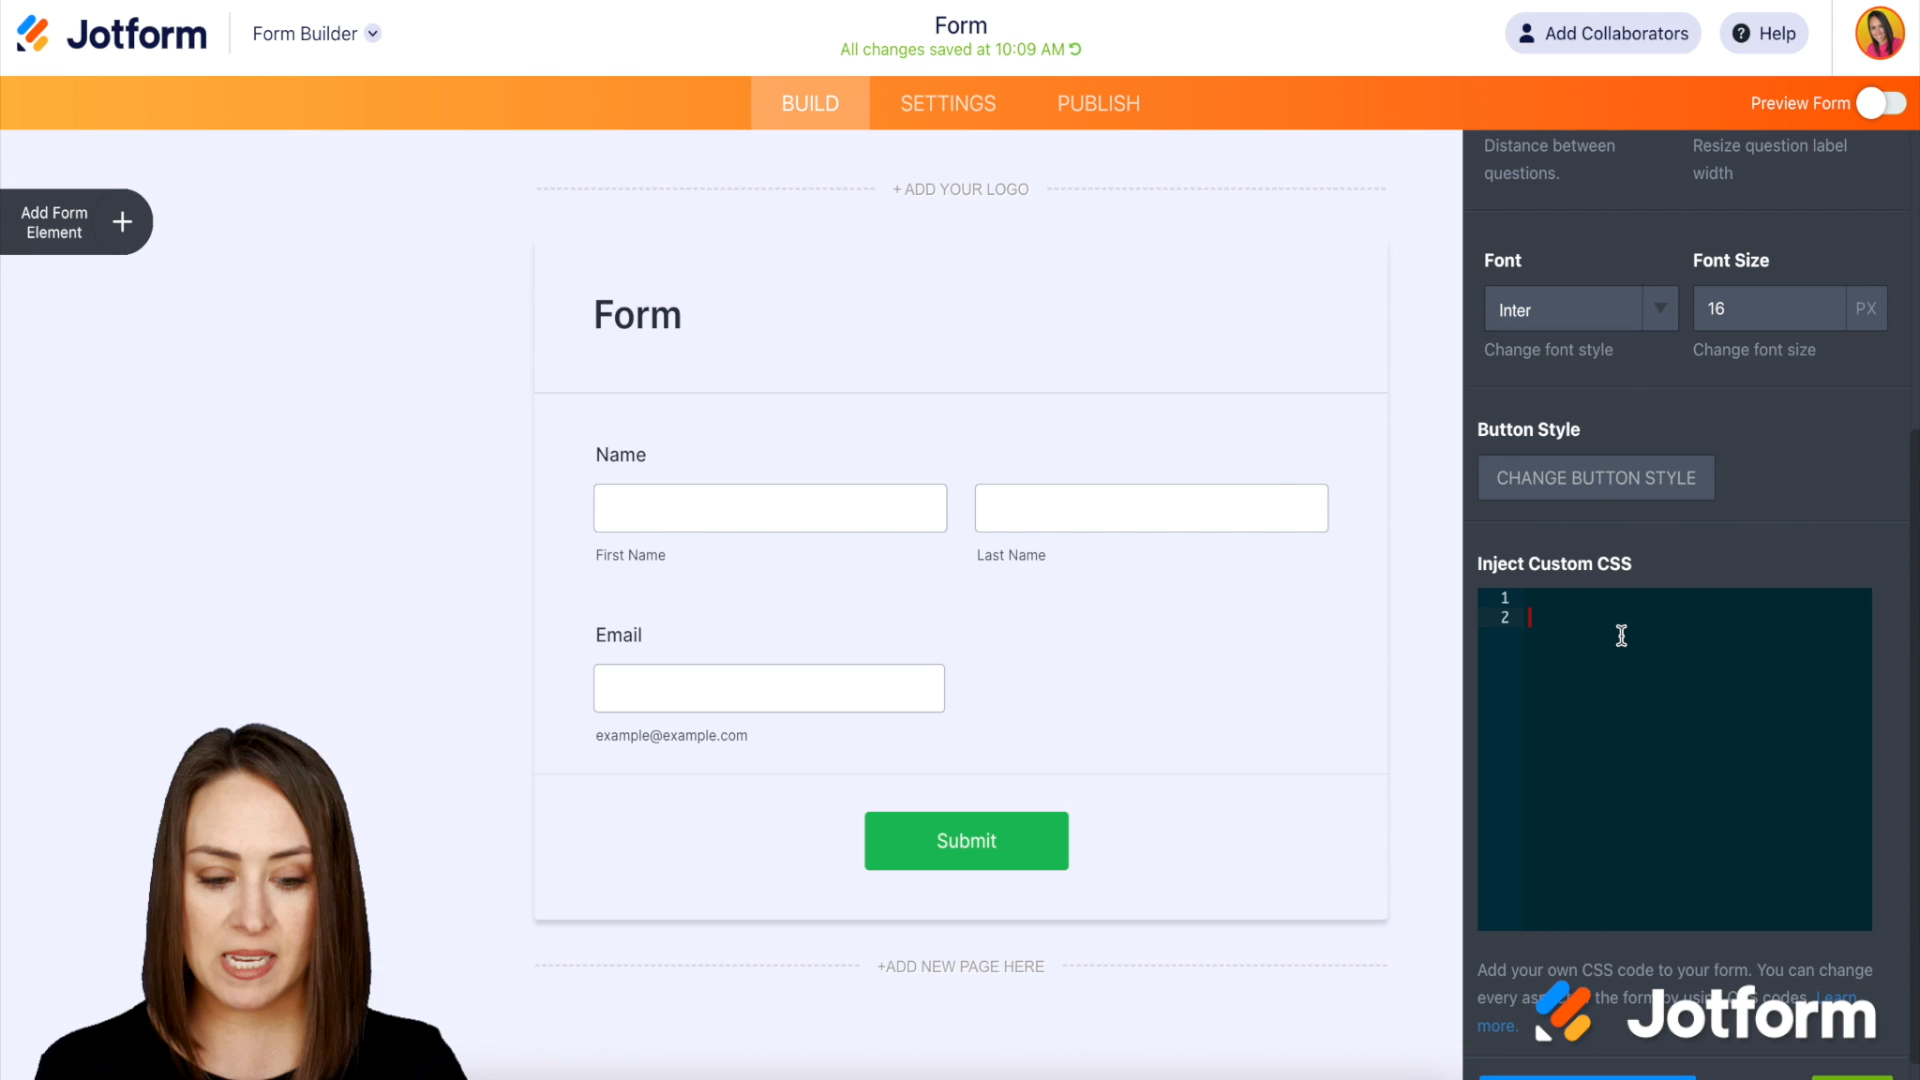 Jotform
Form Builder
Form
All changes saved at 10:09 AM
Add Collaborators
Help
BUILD
SETTINGS
PUBLISH
Preview Form
Add Form
Element
+ ADD YOUR LOGO
Form
Name
First Name
Last Name
Email
example@example.com
Submit
+ADD NEW PAGE HERE
Distance between
questions.
Resize question label
width
Font
Font Size
Inter
16
PX
Change font style
Change font size
Button Style
CHANGE BUTTON STYLE
Inject Custom CSS
1
2
Add your own CSS code to your form. You can change
every the form by codes. Learn
more.
Jotform